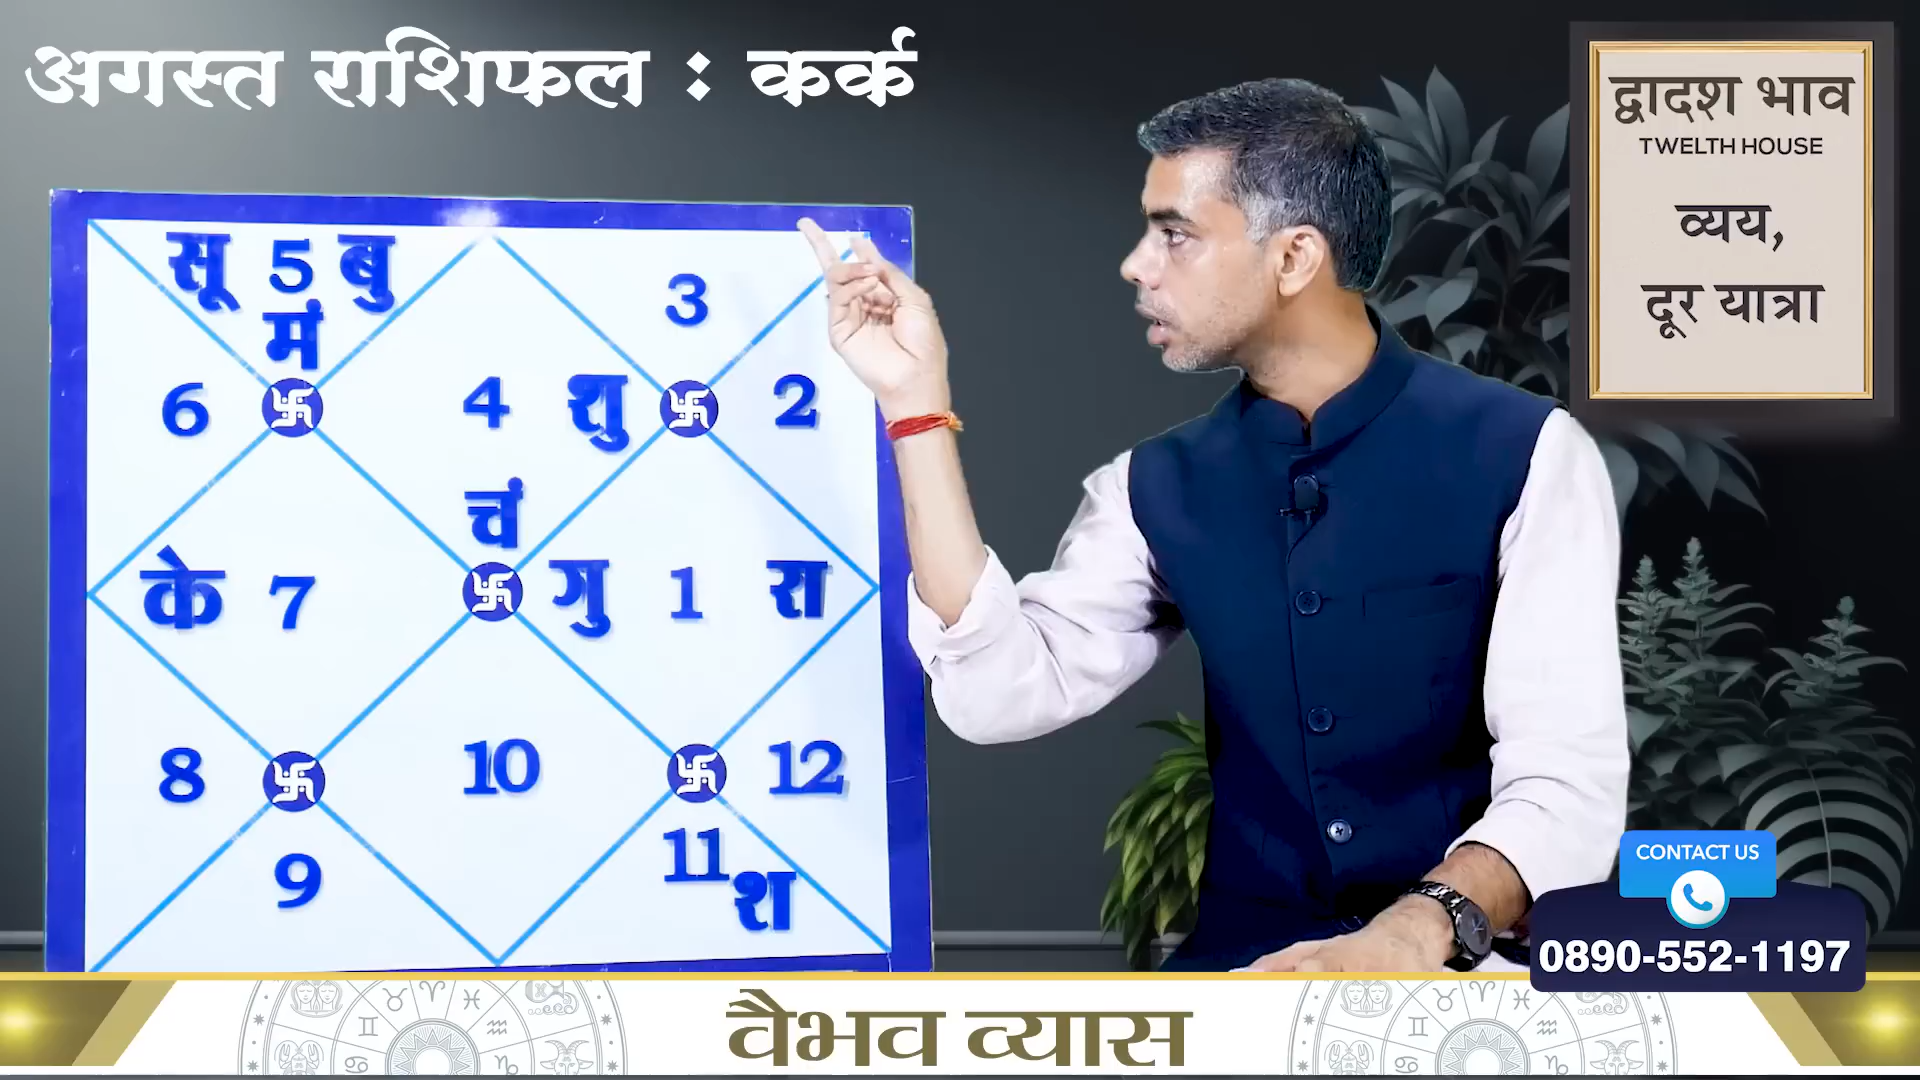 अगस्त राशिफल : कर्क
द्वादश भाव
TWELTH HOUSE
व्यय,
दूर यात्रा
सू 5 बु
मं
3
6
4 शु
2
चं
के 7
गु 1 रा
8
10
12
11
श
9
CONTACT US
0890-552-1197
वैभव व्यास